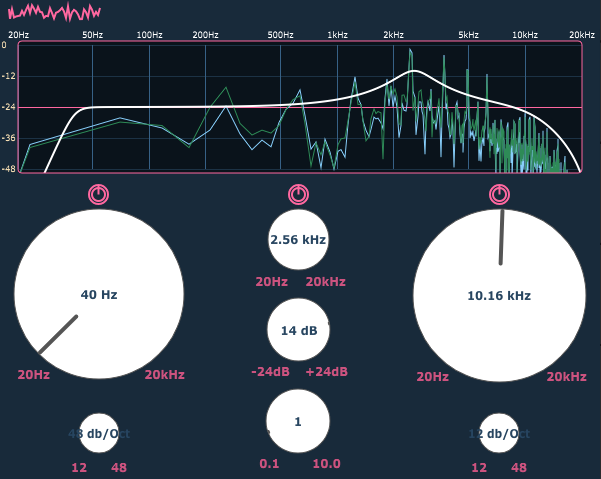 20Hz 50Hz 100Hz 200Hz 500Hz 1kHz 2kHz 5kHz 10kHz 20kHz
0
-12
-24
-36
-48
2.56 kHz
20Hz 20kHz
40 Hz
10.16 kHz
14 dB
-24dB +24dB
20Hz 20kHz
20Hz 20kHz
1
48 db/Oct
12 db/Oct
0.1 10.0
12 48
12 48